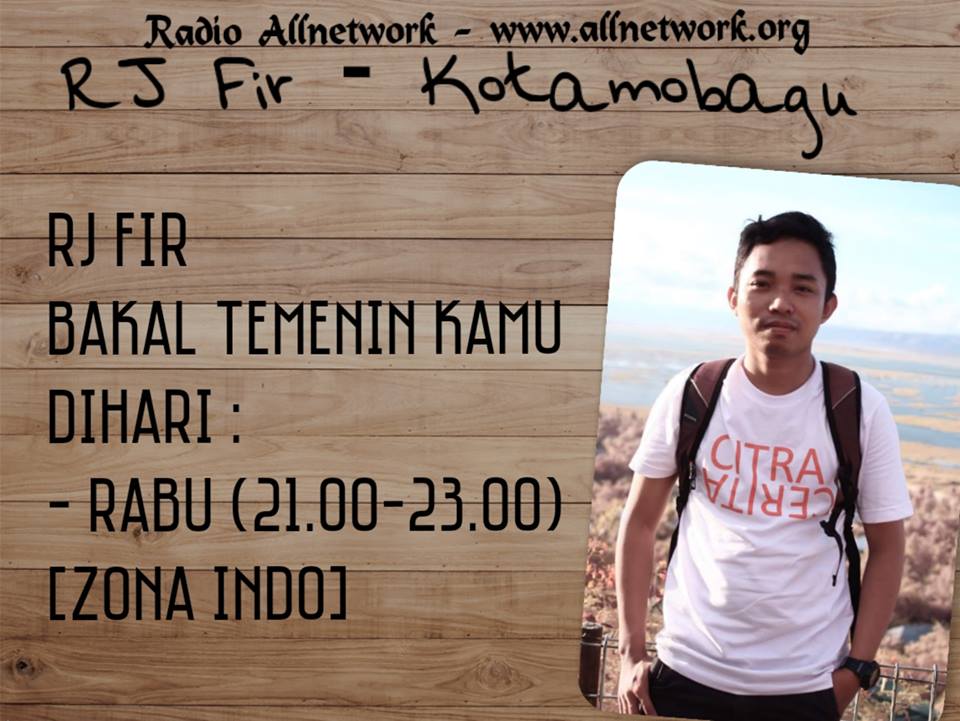 Radio Allnetwork - www.allnetwork.org
RJ Fir - Kotamobagu
RJ FIR
BAKAL TEMENIN KAMU
DIHARI :
- RABU (21.00-23.00)
[ZONA INDO]
CITRA
CERITA